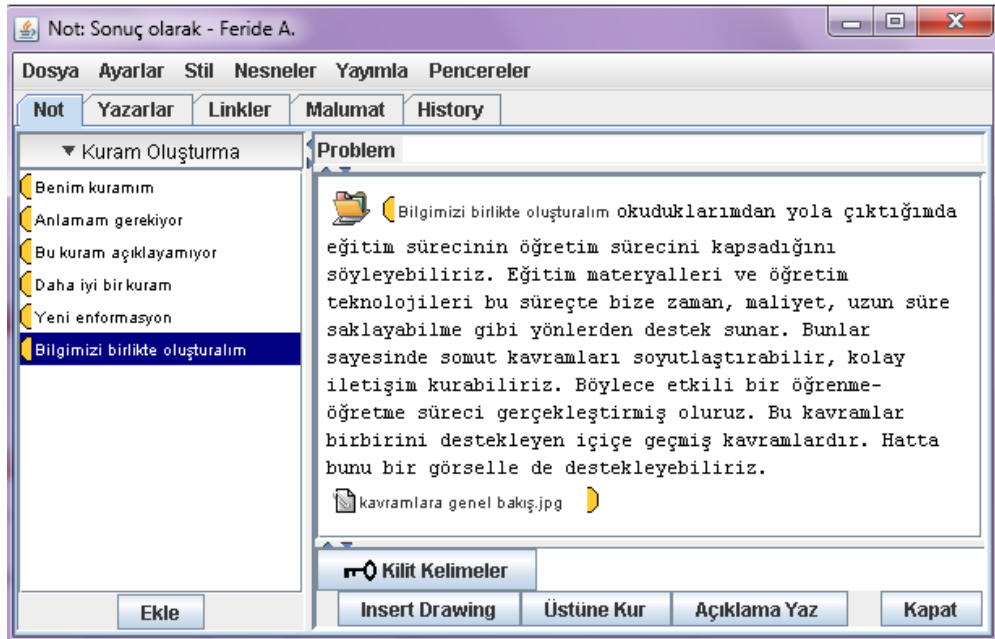 Not: Sonuç olarak - Feride A.
Dosya Ayarlar Stil Nesneler Yayımla Pencereler
Not Yazarlar Linkler Malumat History
Kuram Oluşturma
Benim kuramım
Anlamam gerekiyor
Bu kuram açıklayamıyor
Daha iyi bir kuram
Yeni enformasyon
Bilgimizi birlikte oluşturalım
Ekle
Problem
Bilgimizi birlikte oluşturalım okuduklarımdan yola çıktığımda
eğitim sürecinin öğretim sürecini kapsadığını
söyleyebiliriz. Eğitim materyalleri ve öğretim
teknolojileri bu süreçte bize zaman, maliyet, uzun süre
saklayabilme gibi yönlerden destek sunar. Bunlar
sayesinde somut kavramları soyutlaştırabilir, kolay
iletişim kurabiliriz. Böylece etkili bir öğrenme-
öğretme süreci gerçekleştirmiş oluruz. Bu kavramlar
birbirini destekleyen içiçe geçmiş kavramlardır. Hatta
bunu bir görselle de destekleyebiliriz.
kavramlara genel bakış.jpg
Kilit Kelimeler
Insert Drawing Üstüne Kur Açıklama Yaz Kapat